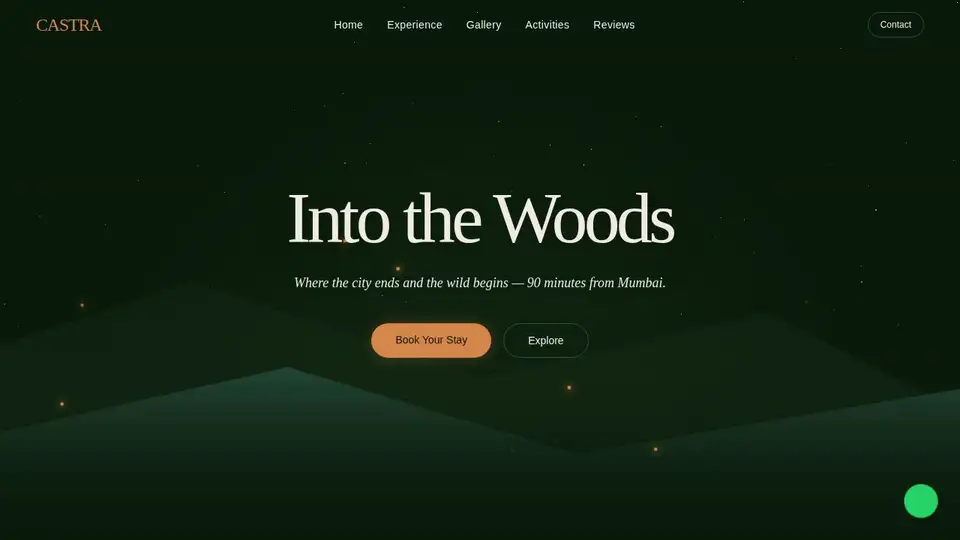 CASTRA
Home Experience Gallery Activities Reviews
Contact
Into the Woods
Where the city ends and the wild begins — 90 minutes from Mumbai.
Book Your Stay
Explore